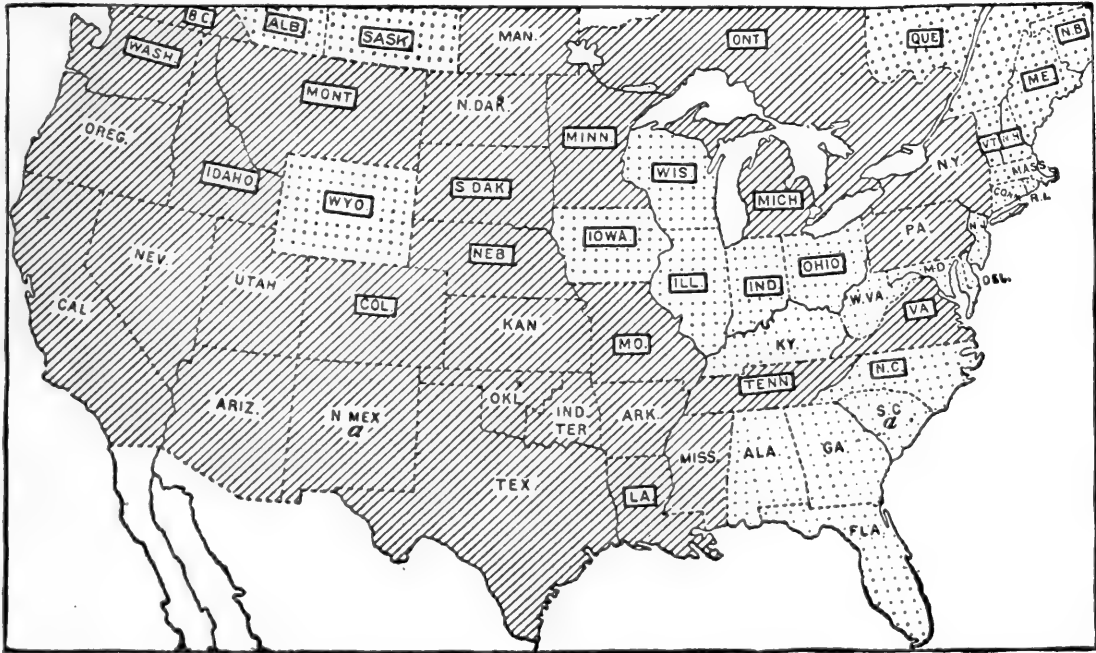 B C
ALB
SASK
MAN.
ONT
QUE
N.B
WASH.
MONT
N.DAK.
MINN.
ME.
OREG.
IDAHO
WYO.
S DAK
WIS
MICH
N Y
VT
N.H
MASS.
CON
R.I.
NEV.
UTAH
COL.
NEB
IOWA
ILL.
IND
OHIO
PA.
N J
M D
DEL.
W.VA
VA
CAL.
KAN
MO.
KY.
TENN
N.C
ARIZ.
N MEX
a
OKL.
IND
TER
ARK.
S.C
a
MISS.
ALA.
GA.
TEX.
LA.
FLA.